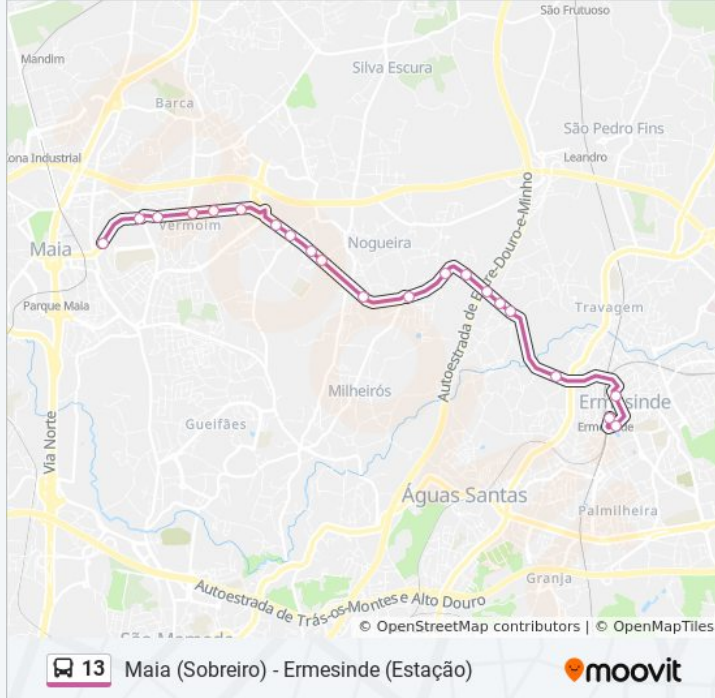 São Frutuoso
Mandim
Silva Escura
Barca
São Pedro Fins
Leandro
ona Industrial
Vermoim
Nogueira
Maia
Autoestrada de Entre-Douro-e-Minho
Parque Maia
Travagem
Milheirós
Ermesinde
Gueifães
Ermesinde
Via Norte
Águas Santas
Palmilheira
Granja
Autoestrada de Trás-os-Montes e Alto Douro
© OpenStreetMap contributors | © OpenMapTiles
13 Maia (Sobreiro) - Ermesinde (Estação)
moovit